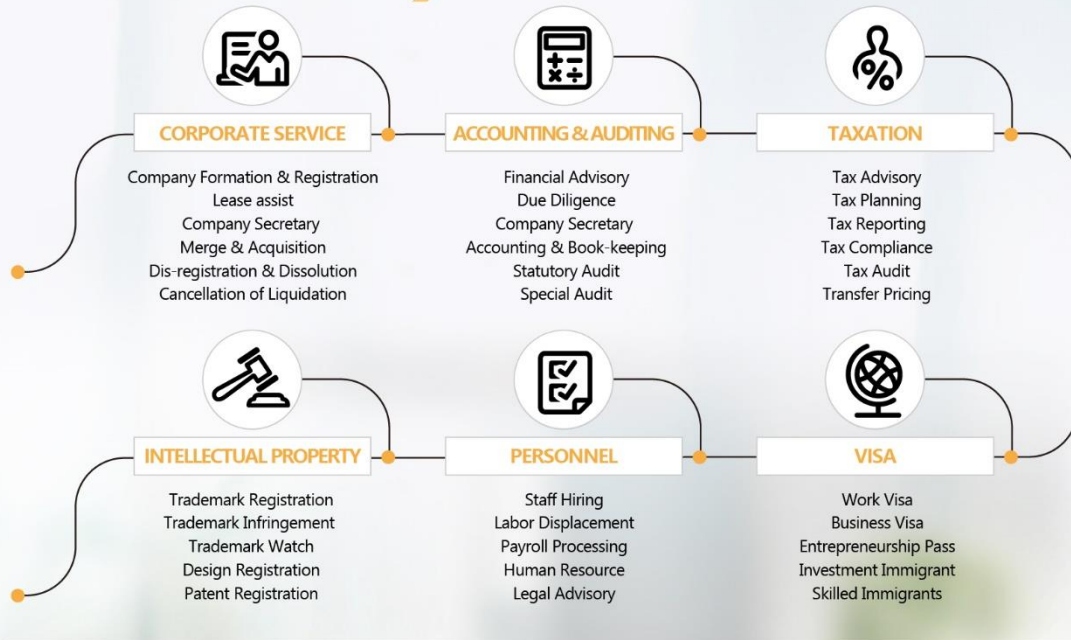 CORPORATE SERVICE
Company Formation & Registration
Lease assist
Company Secretary
Merge & Acquisition
Dis-registration & Dissolution
Cancellation of Liquidation
ACCOUNTING & AUDITING
Financial Advisory
Due Diligence
Company Secretary
Accounting & Book-keeping
Statutory Audit
Special Audit
TAXATION
Tax Advisory
Tax Planning
Tax Reporting
Tax Compliance
Tax Audit
Transfer Pricing
INTELLECTUAL PROPERTY
Trademark Registration
Trademark Infringement
Trademark Watch
Design Registration
Patent Registration
PERSONNEL
Staff Hiring
Labor Displacement
Payroll Processing
Human Resource
Legal Advisory
VISA
Work Visa
Business Visa
Entrepreneurship Pass
Investment Immigrant
Skilled Immigrants